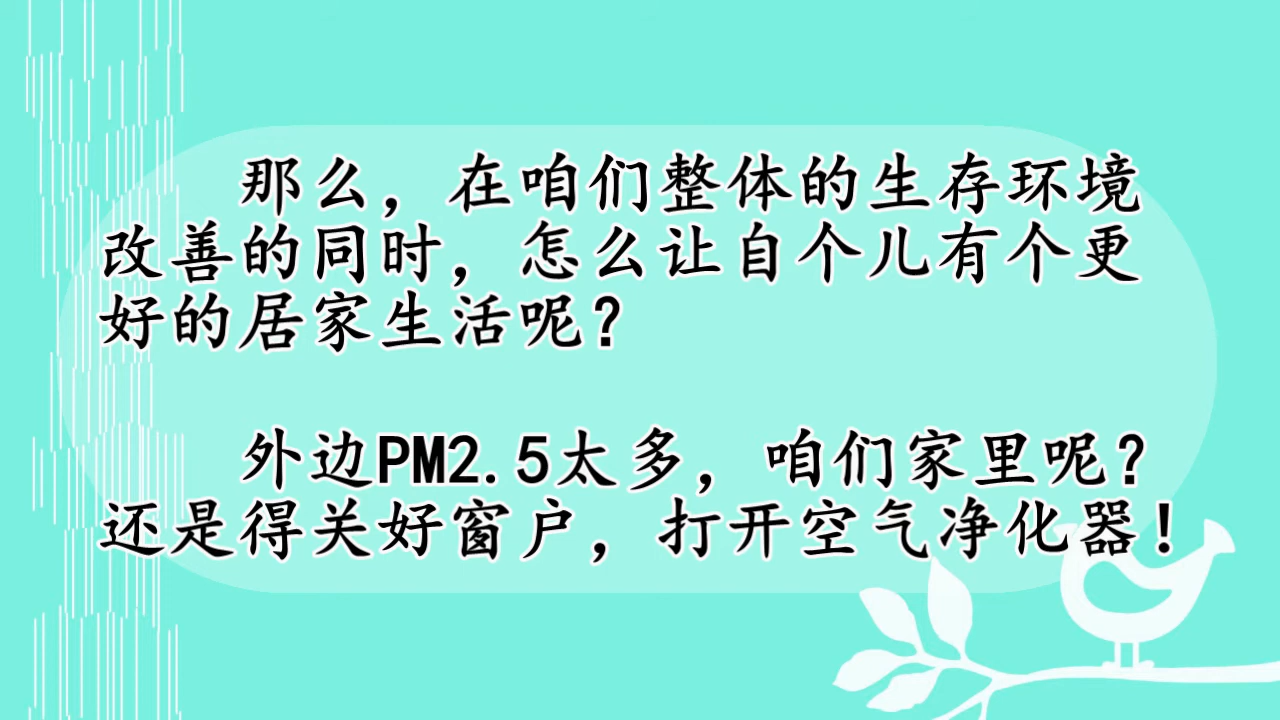 那么，在咱们整体的生存环境
改善的同时，怎么让自个儿有个更
好的居家生活呢？
外边PM2.5太多，咱们家里呢？
还是得关好窗户，打开空气净化器！